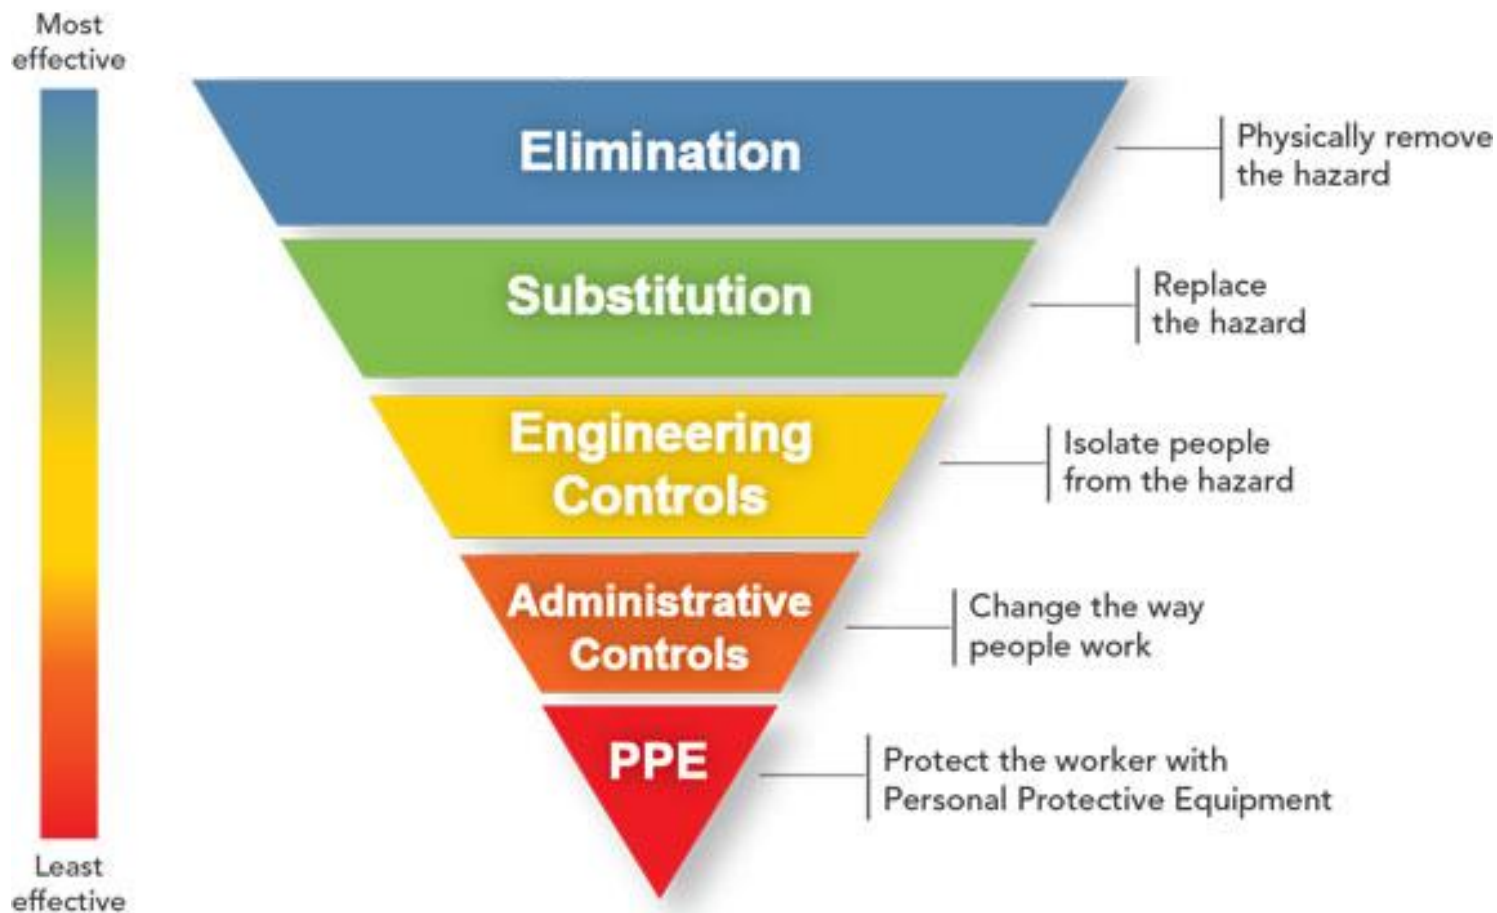 Most
effective
Elimination
Physically remove
the hazard
Substitution
Replace
the hazard
Engineering
Controls
Isolate people
from the hazard
Administrative
Controls
Change the way
people work
PPE
Protect the worker with
Personal Protective Equipment
Least
effective